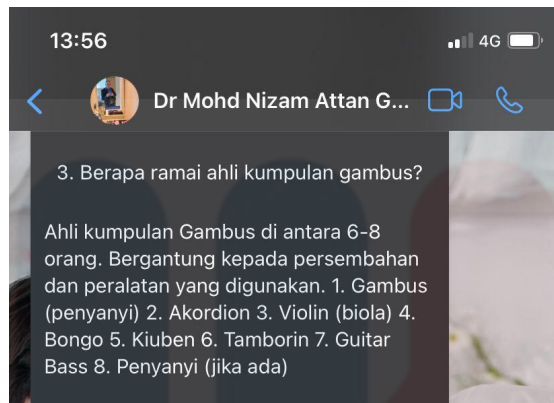 13:56
4G
Dr Mohd Nizam Attan G...
3. Berapa ramai ahli kumpulan gambus?
Ahli kumpulan Gambus di antara 6-8
orang. Bergantung kepada persembahan
dan peralatan yang digunakan. 1. Gambus
(penyanyi) 2. Akordion 3. Violin (biola) 4.
Bongo 5. Kiuben 6. Tamborin 7. Guitar
Bass 8. Penyanyi (jika ada)